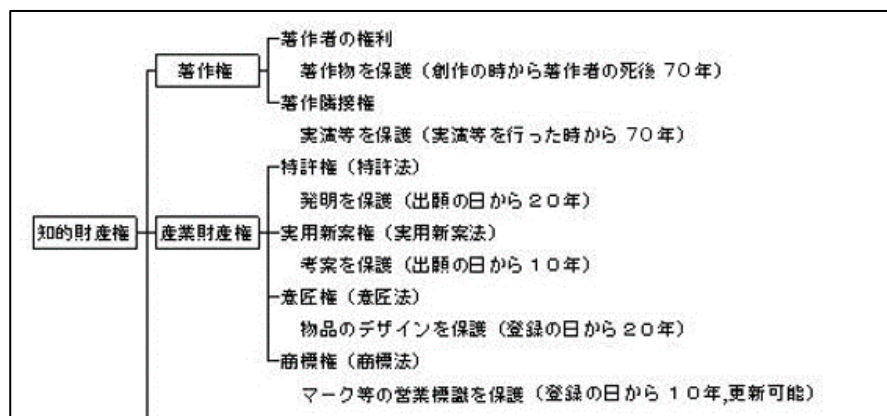 著作者の権利
著作権
著作物を保護（創作の時から著作者の死後７０年）
著作隣接権
実演等を保護（実演等を行った時から７０年）
特許権（特許法）
発明を保護（出願の日から２０年）
知的財産権
産業財産権
実用新案権（実用新案法）
考案を保護（出願の日から１０年）
意匠権（意匠法）
物品のデザインを保護（登録の日から２０年）
商標権（商標法）
マーク等の営業標識を保護（登録の日から１０年,更新可能）